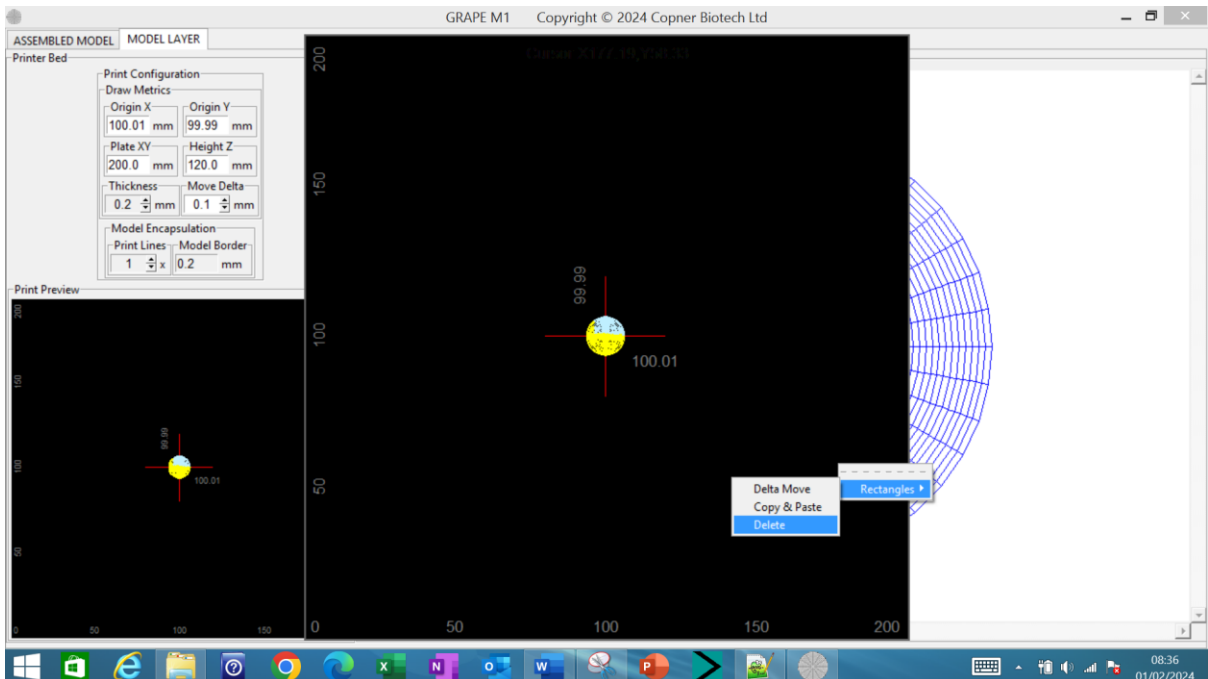 GRAPE M1 Copyright © 2024 Copner Biotech Ltd
ASSEMBLED MODEL MODEL LAYER
Printer Bed
Print Configuration
Draw Metrics
Origin X Origin Y
100.01 mm 99.99 mm
Plate XY Height Z
200.0 mm 120.0 mm
Thickness Move Delta
0.2 mm 0.1 mm
Model Encapsulation
Print Lines Model Border
1 x 0.2 mm
Print Preview
200
150
100
50
0 50 100 150
99.99
100.01
200
150
100
50
0 50 100 150 200
99.99
100.01
Rectangles
Delta Move
Copy & Paste
Delete
08:36
01/02/2024